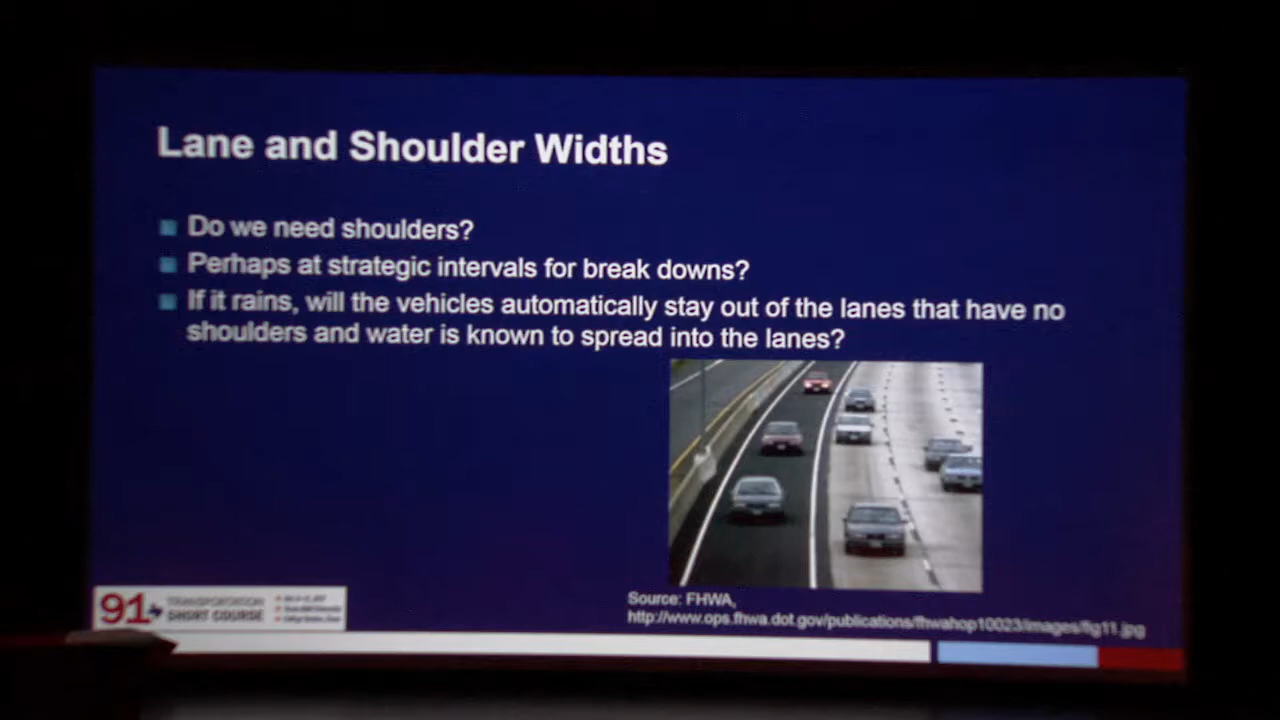 Lane and Shoulder Widths
Do we need shoulders?
Perhaps at strategic intervals for break downs?
If it rains, will the vehicles automatically stay out of the lanes that have no
shoulders and water is known to spread into the lanes?
Source: FHWA,
http://www.ops.fhwa.dot.gov/publications/fhwahop10023/images/fig11.jpg
91
TRANSPORTATION
SHORT COURSE